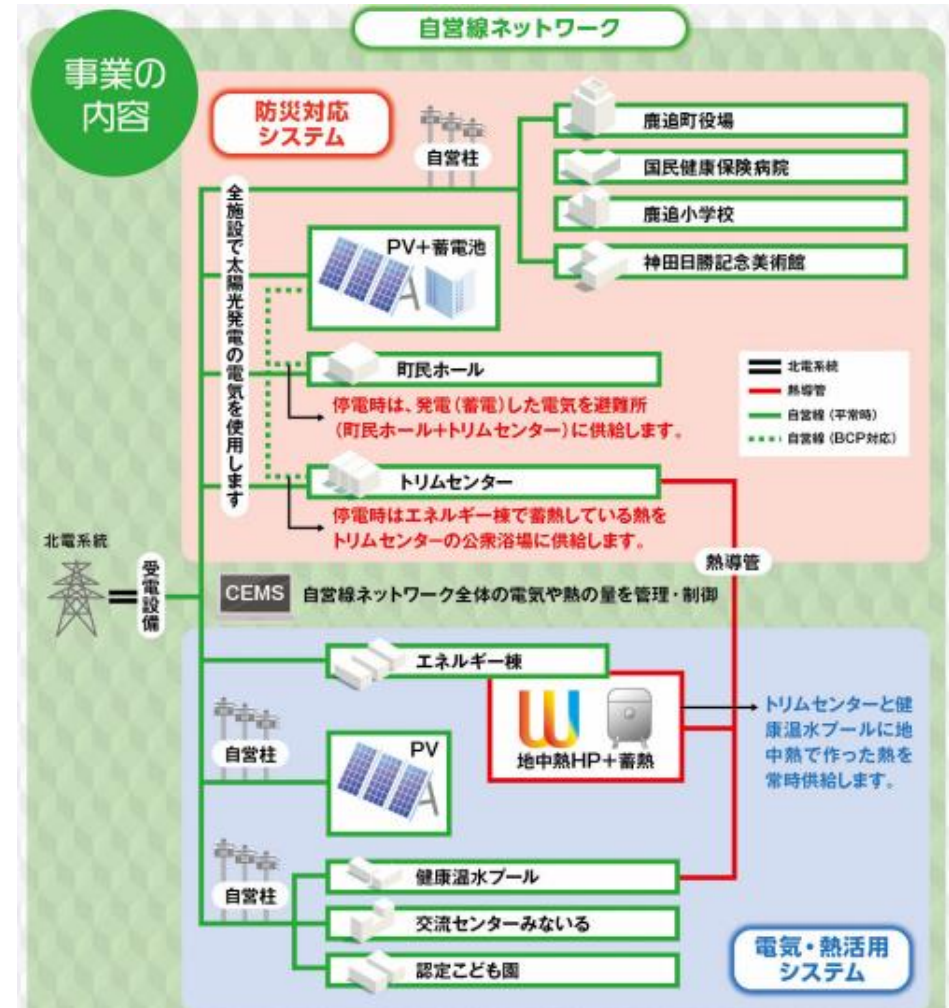 自営線ネットワーク
事業の
内容
防災対応
システム
自営柱
鹿追町役場
国民健康保険病院
鹿追小学校
神田日勝記念美術館
全施設で太陽光発電の電気を使用します
PV+蓄電池
北電系統
熱導管
自営線（平常時）
自営線（BCP対応）
町民ホール
停電時は、発電（蓄電）した電気を避難所
（町民ホール+トリムセンター）に供給します。
トリムセンター
停電時はエネルギー棟で蓄熱している熱を
トリムセンターの公衆浴場に供給します。
熱導管
北電系統
受電設備
CEMS 自営線ネットワーク全体の電気や熱の量を管理・制御
エネルギー棟
地中熱HP+蓄熱
トリムセンターと健
康温水プールに地
中熱で作った熱を
常時供給します。
自営柱
PV
自営柱
健康温水プール
交流センターみないる
認定こども園
電気・熱活用
システム